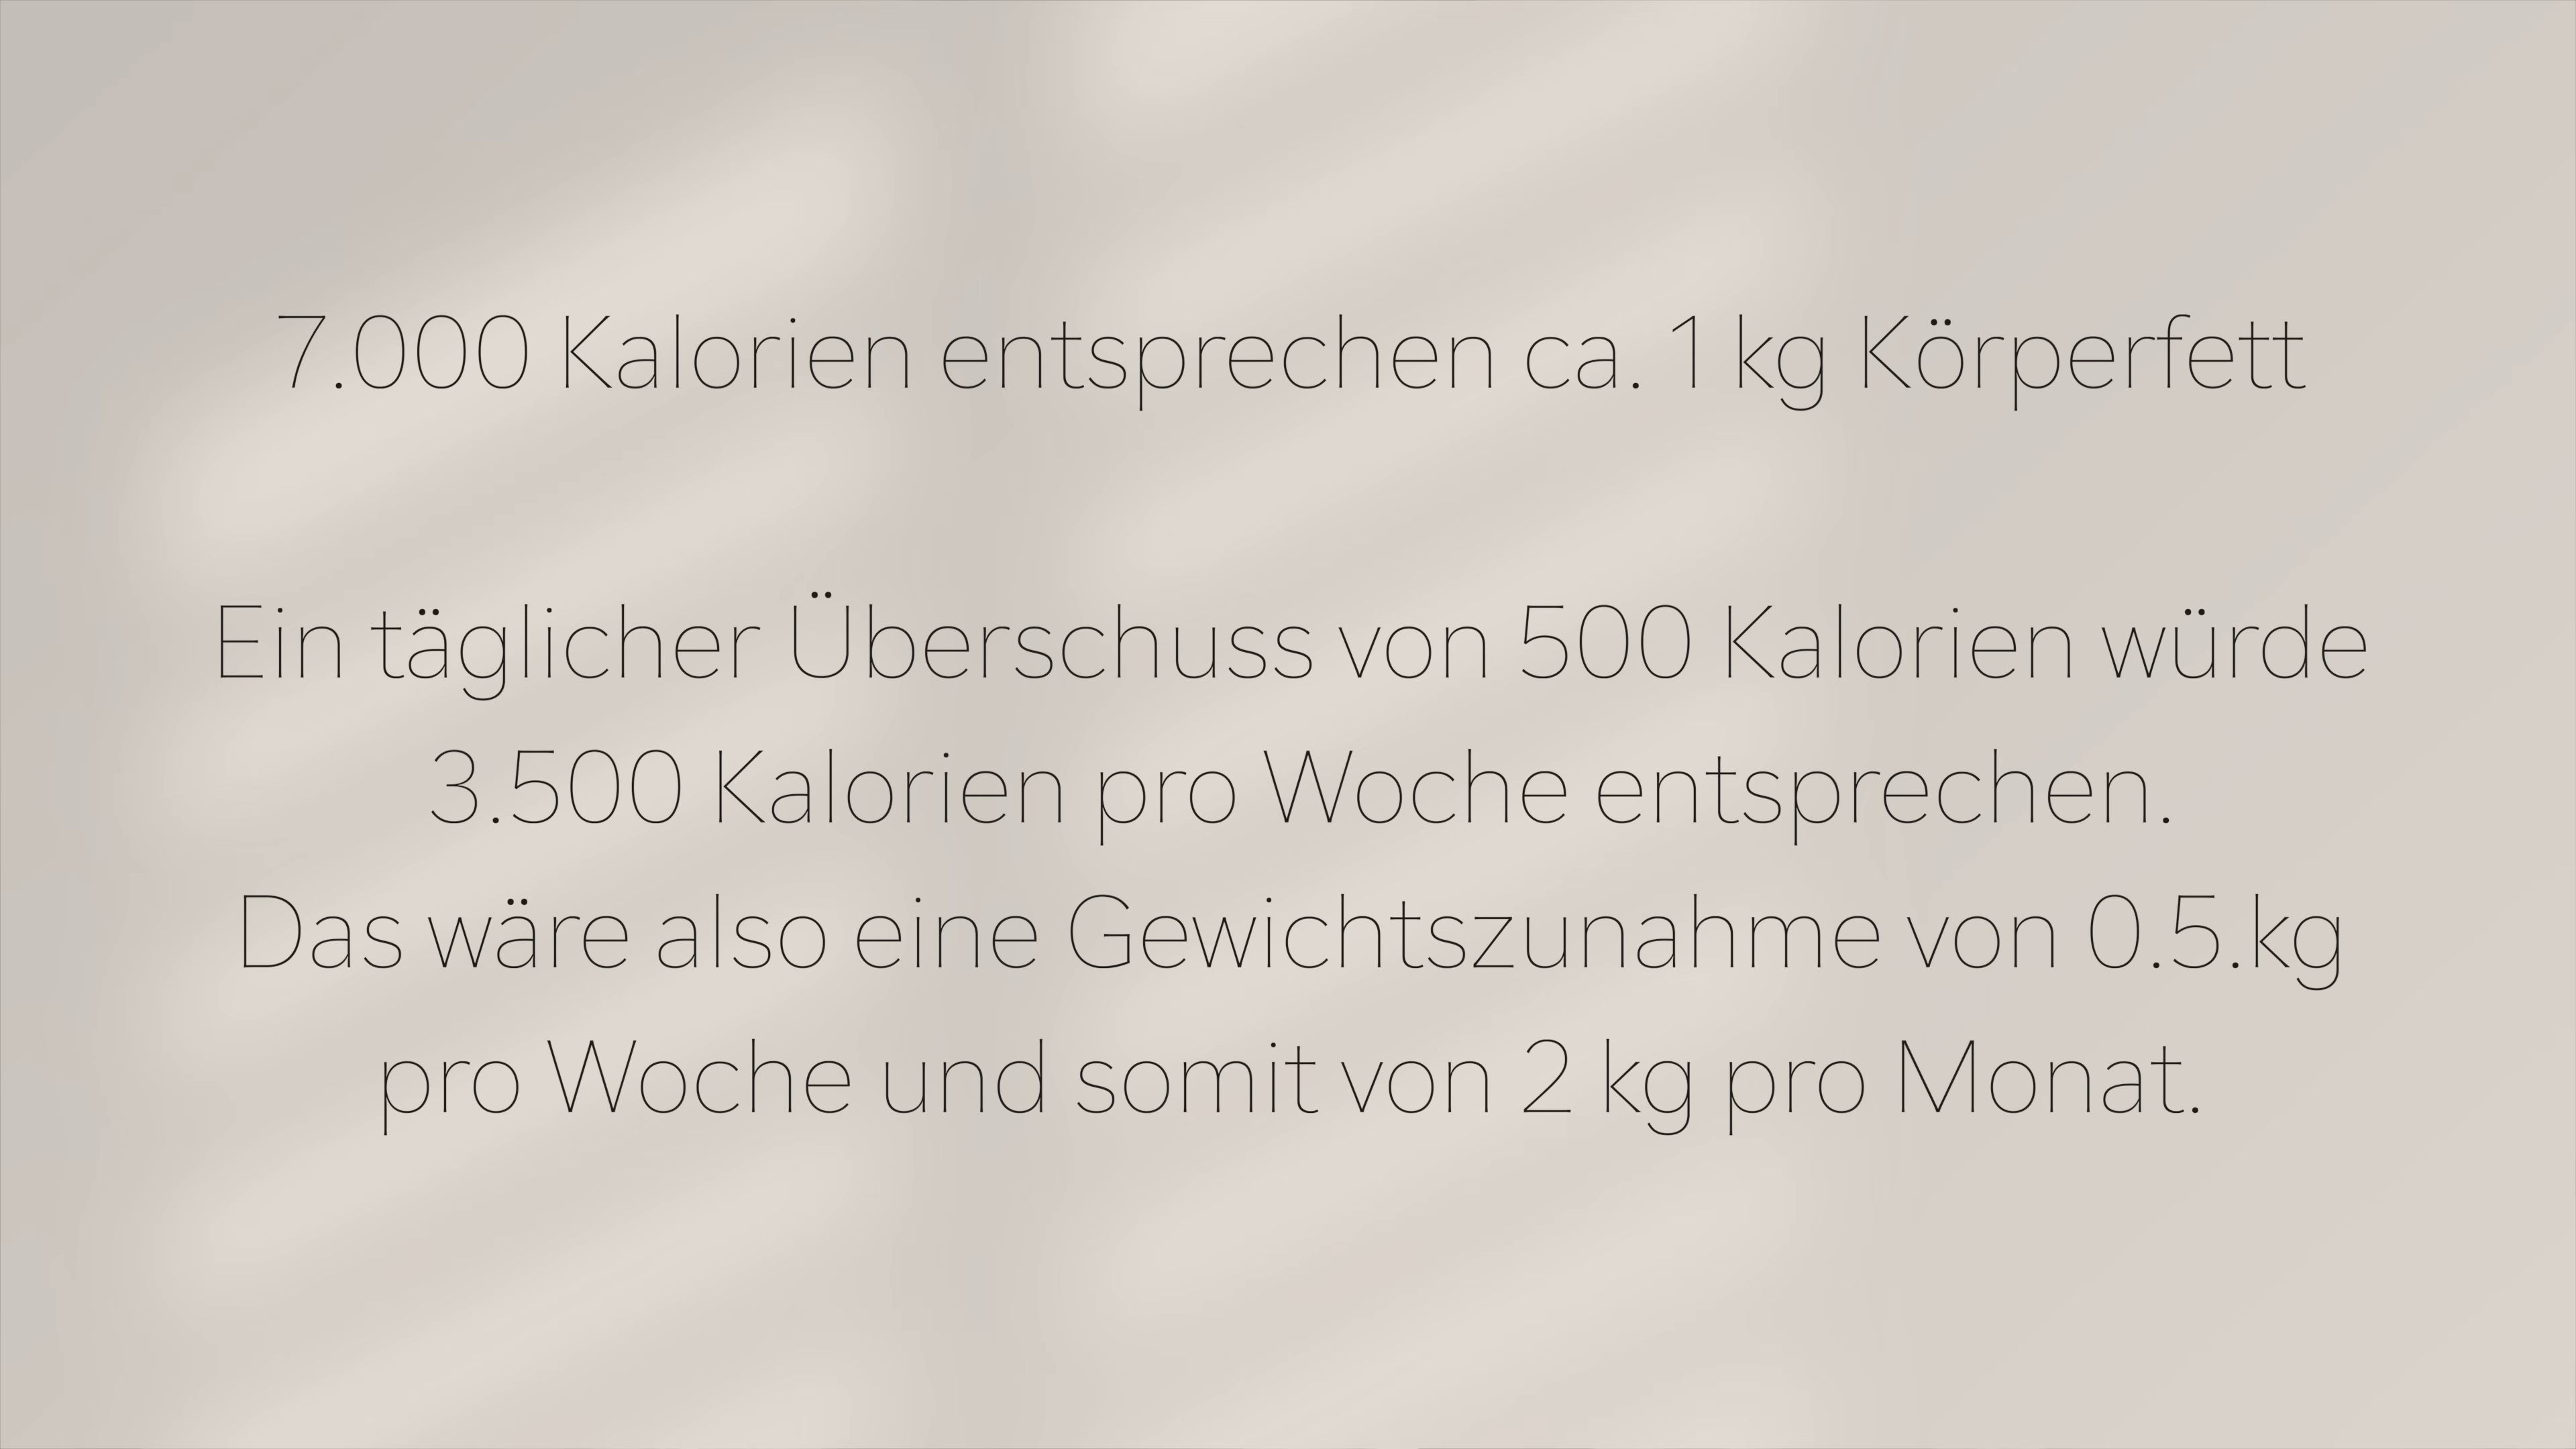 7.000 Kalorien entsprechen ca. 1 kg Körperfett
Ein täglicher Überschuss von 500 Kalorien würde
3.500 Kalorien pro Woche entsprechen.
Das wäre also eine Gewichtszunahme von 0.5.kg
pro Woche und somit von 2 kg pro Monat.